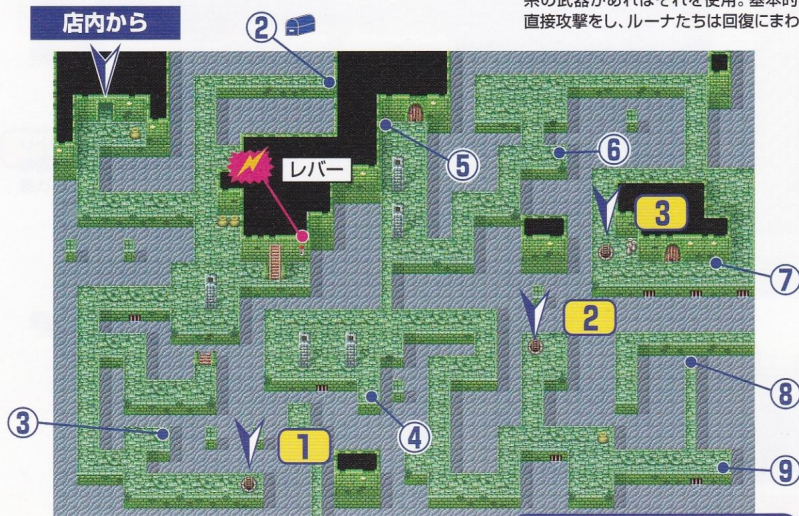 系の武器があればそれを使用。基本的
直接攻撃をし、ルーナたちは回復にまわ
店内から
②
レバー
⑤
⑥
3
⑦
2
⑧
③
④
1
⑨